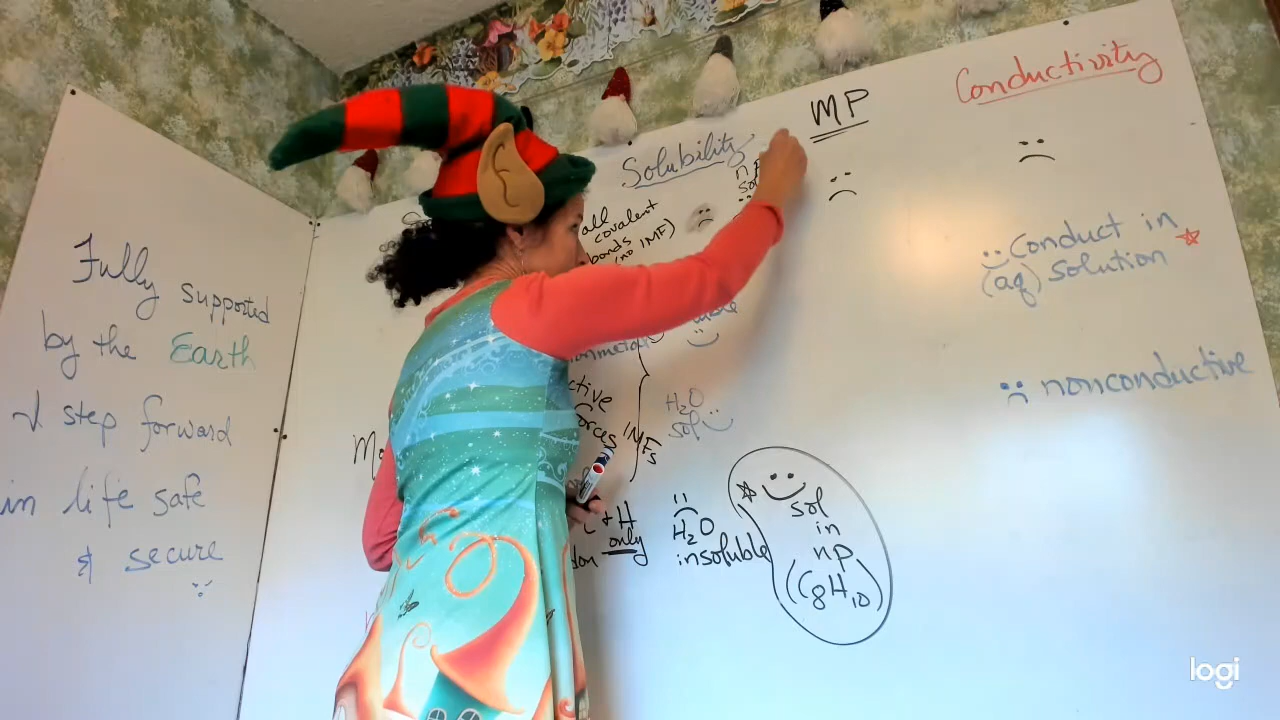 Fully supported
by the Earth
I step forward
in life safe
& secure
Solubility
MP
Conductivity
all
covalent
bonds
(no IMF)
Conduct in
(aq) solution
nonconductive
H₂O
sol
IMFs
H₂O
insoluble
+ H
only
sol
in
np
(C₈H₁₀)
logi